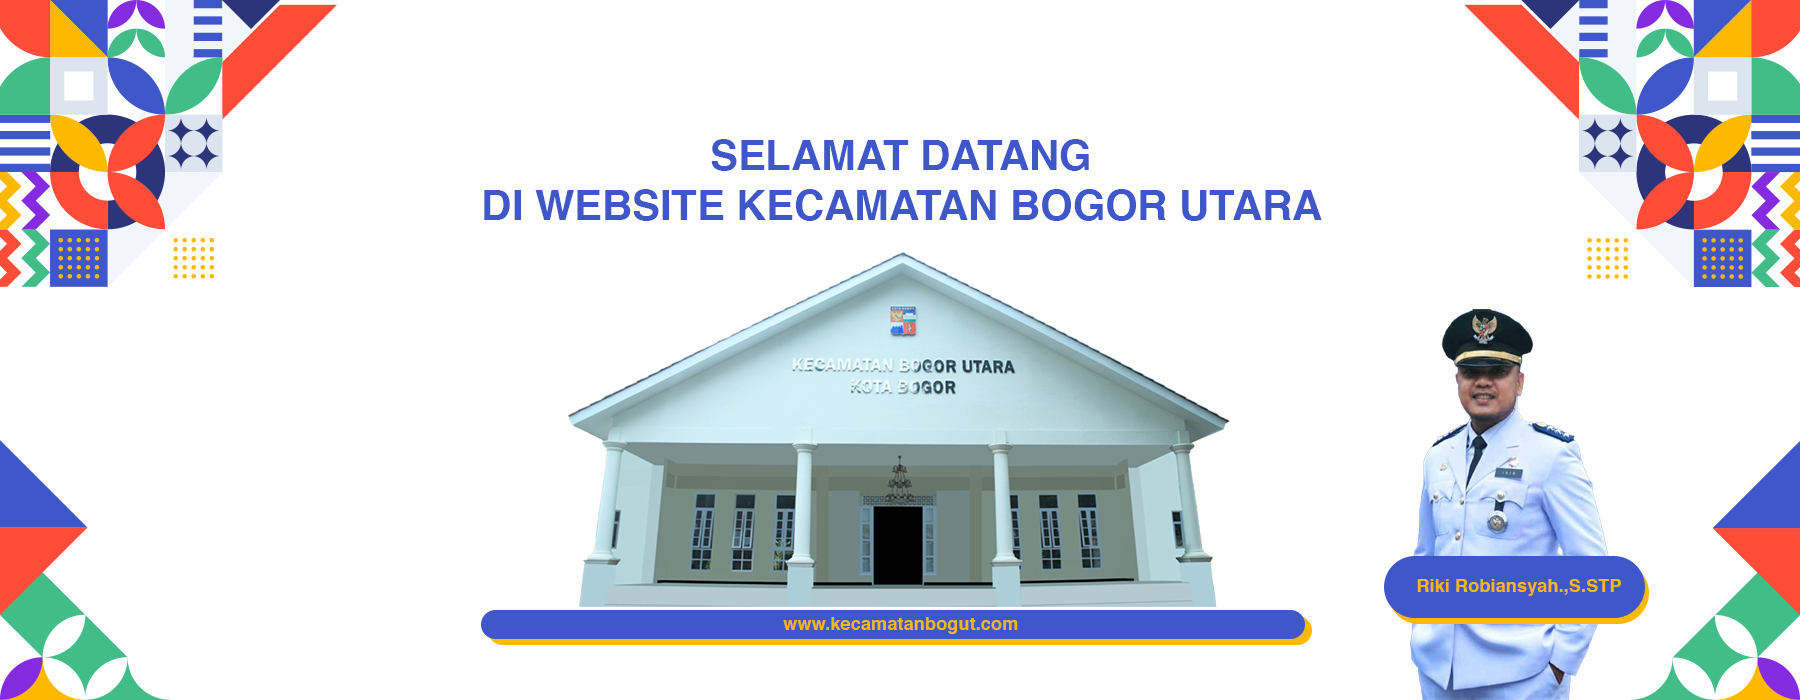 SELAMAT DATANG
DI WEBSITE KECAMATAN BOGOR UTARA
KECAMATAN BOGOR UTARA
KOTA BOGOR
Riki Robiansyah.,S.STP
www.kecamatanbogut.com